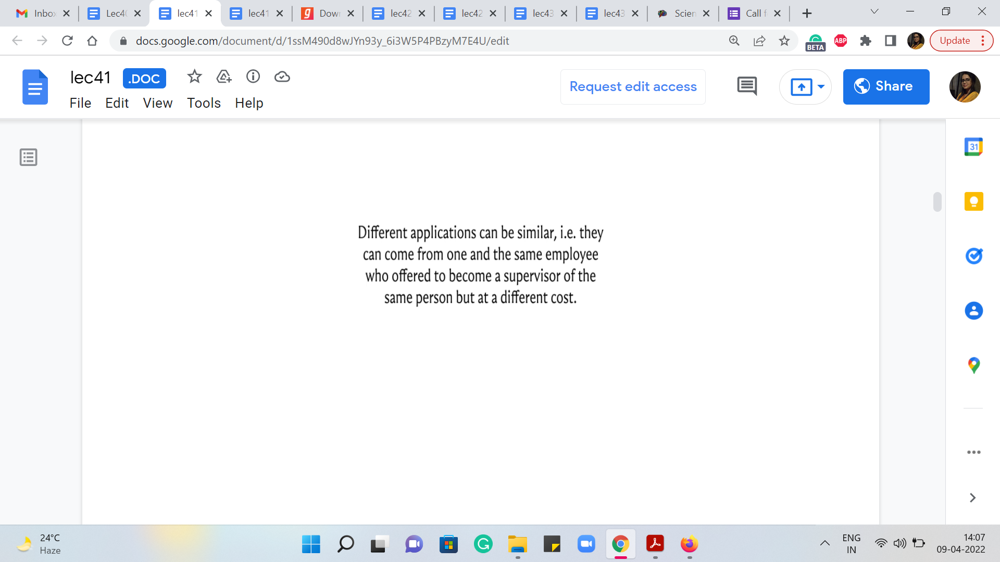 Inbox
Lec40
lec41
lec41
Down
lec42
lec42
lec43
lec43
Scien
Call f
docs.google.com/document/d/1ssM490d8wJYn93y_6i3W5P4PBzyM7E4U/edit
BETA
ABP
Update
lec41
.DOC
File Edit View Tools Help
Request edit access
Share
31
Different applications can be similar, i.e. they
can come from one and the same employee
who offered to become a supervisor of the
same person but at a different cost.
24°C
Haze
ENG
IN
14:07
09-04-2022